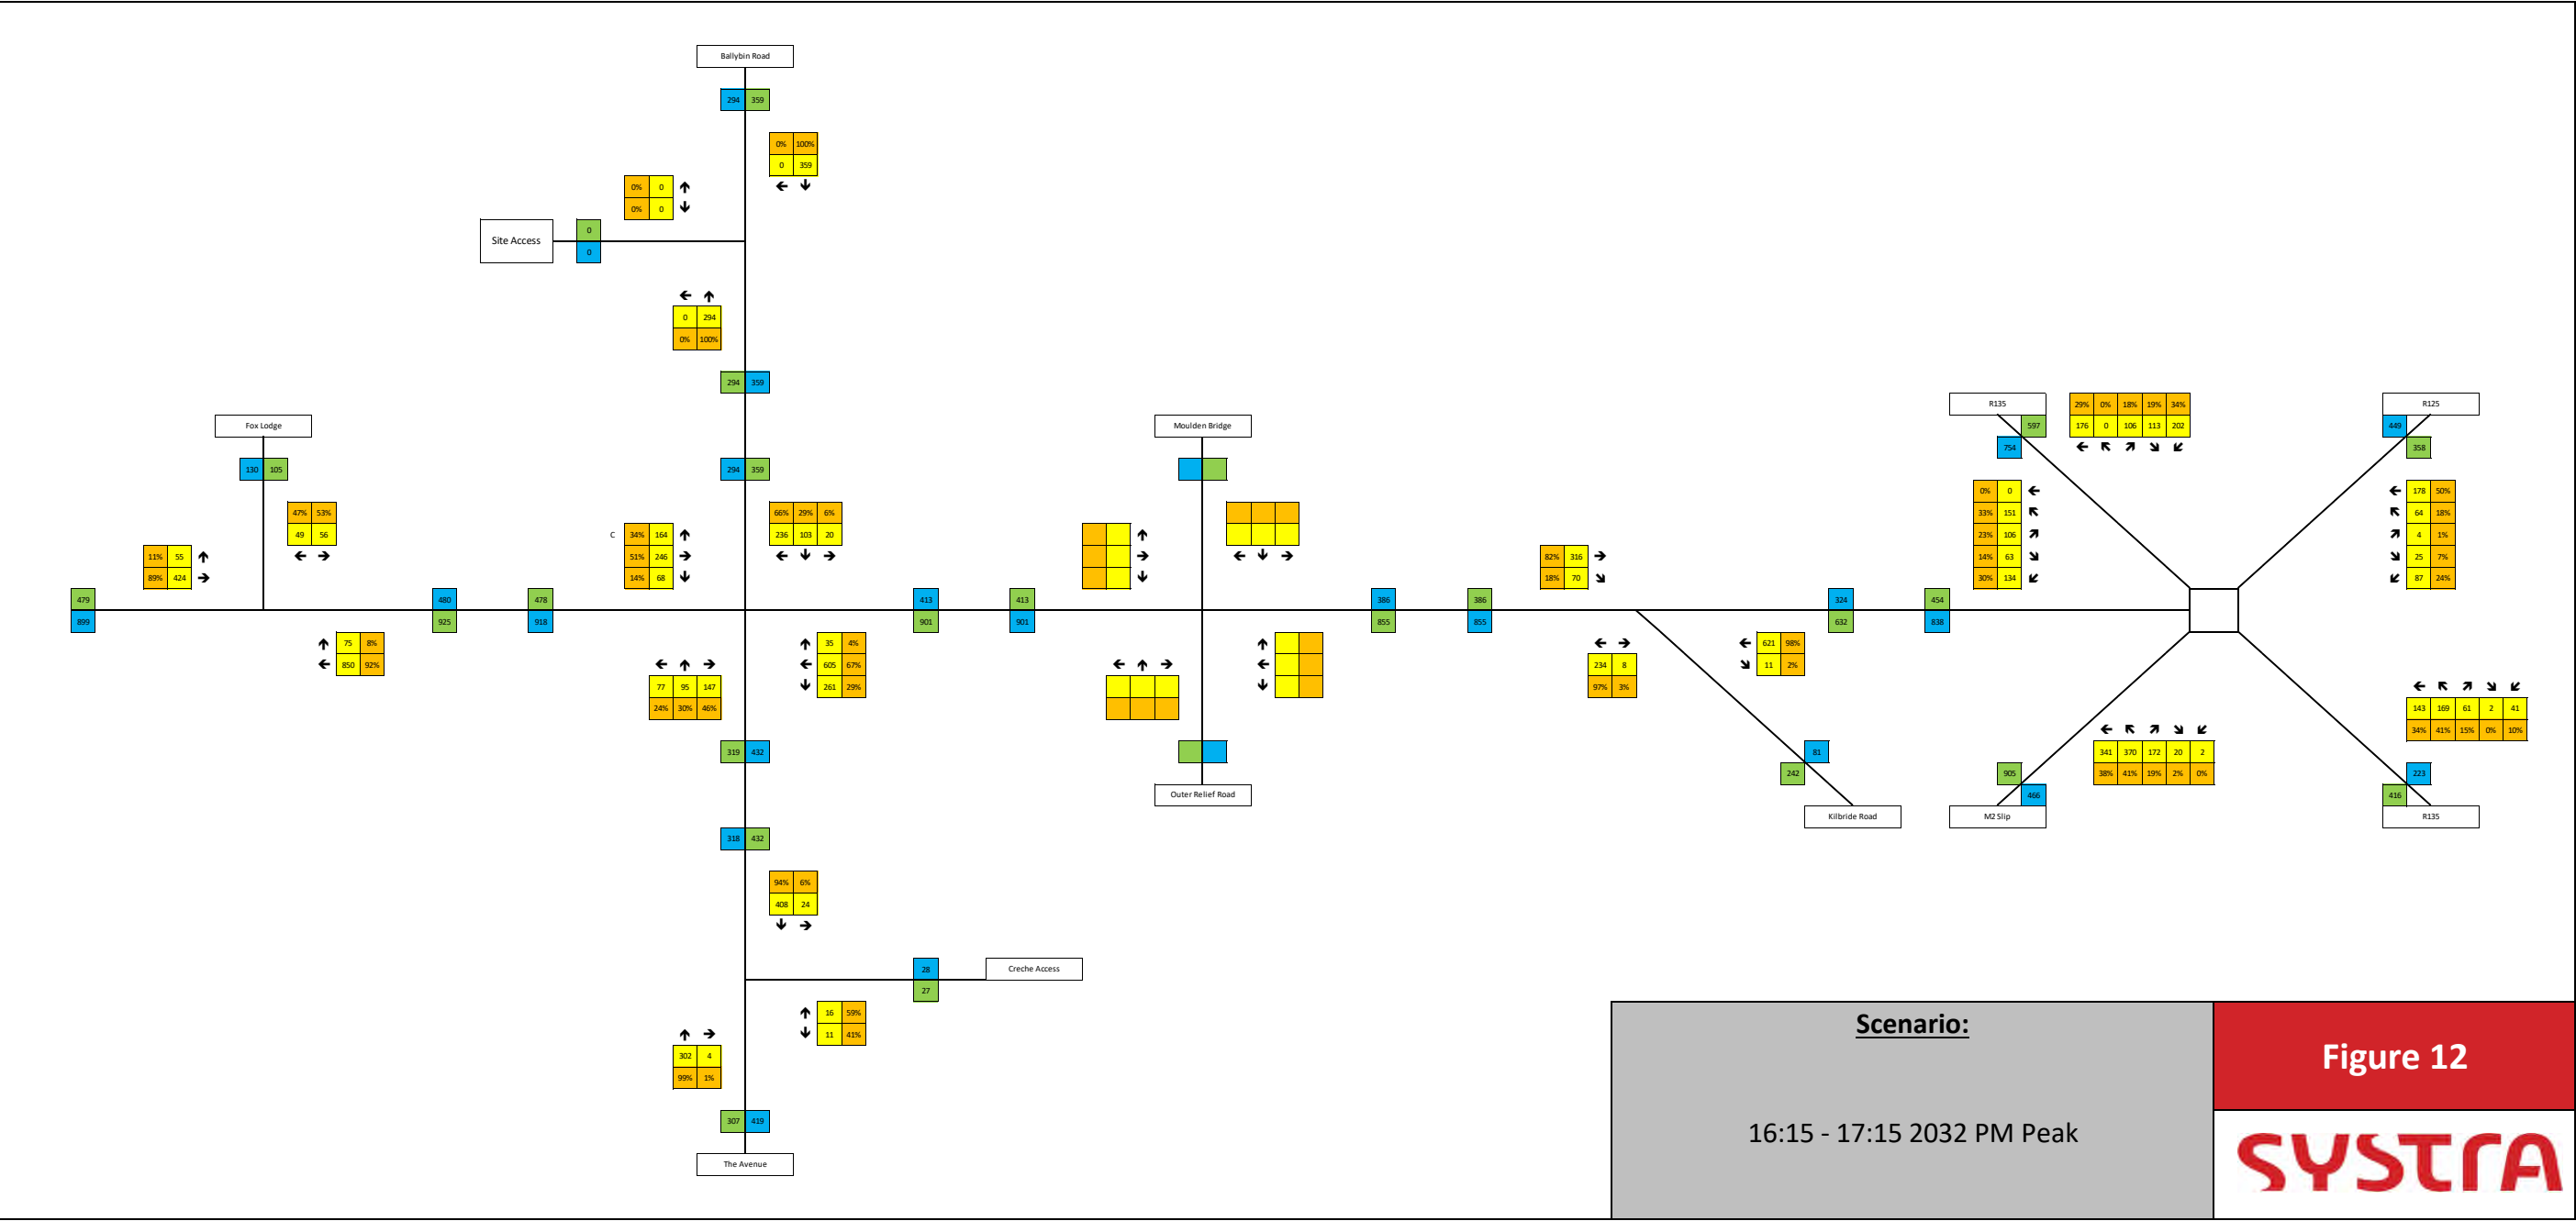 Ballybin Road
294 359
0% 100%
0 359
← ↓
0% 0 ↑
0% 0 ↓
Site Access
0
0
← ↑
0 294
0% 100%
294 359
Fox Lodge
130 105
47% 53%
49 56
← →
11% 55 ↑
89% 424 →
479
899
↑ 75 8%
← 850 92%
480
925
478
918
294 359
C 34% 164 ↑
51% 246 →
14% 68 ↓
66% 29% 6%
236 103 20
← ↓ →
← ↑ →
77 95 147
24% 30% 46%
↑ 35 4%
← 605 67%
↓ 261 29%
413
901
413
901
319 432
318 432
94% 6%
408 24
↓ →
28
27
Creche Access
↑ 16 59%
↓ 11 41%
↑ →
302 4
99% 1%
307 419
The Avenue
Moulden Bridge
↑
→
↓
← ↓ →
← ↑ →
↑
←
↓
Outer Relief Road
386
855
386
855
82% 316 →
18% 70 ↘
← →
234 8
97% 3%
← 621 98%
↘ 11 2%
324
632
454
838
81
242
Kilbride Road
R135
597
754
29% 0% 18% 19% 34%
176 0 106 113 202
← ↖ ↗ ↘ ↙
0% 0 ←
33% 151 ↖
23% 106 ↗
14% 63 ↘
30% 134 ↙
R125
449
358
← 178 50%
↖ 64 18%
↗ 4 1%
↘ 25 7%
↙ 87 24%
← ↖ ↗ ↘ ↙
341 370 172 20 2
38% 41% 19% 2% 0%
905
466
M2 Slip
← ↖ ↗ ↘ ↙
143 169 61 2 41
34% 41% 15% 0% 10%
223
416
R135
Scenario:
16:15 - 17:15 2032 PM Peak
Figure 12
SYSTRA